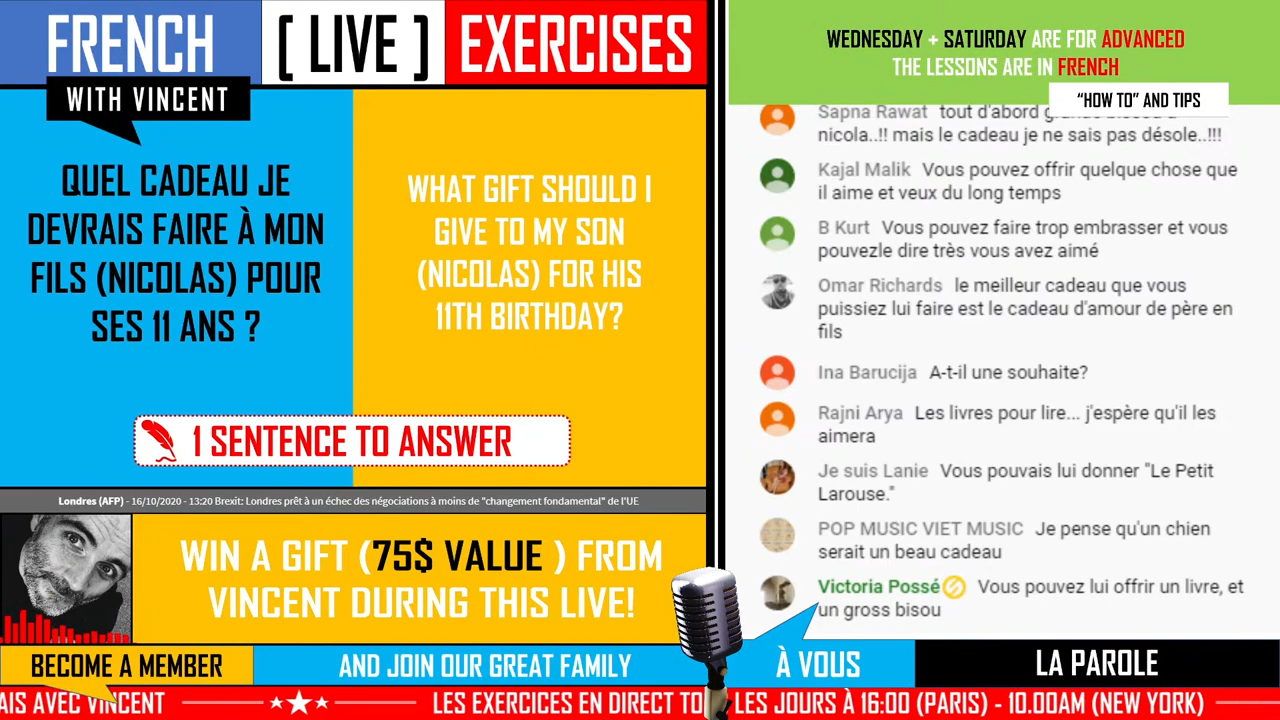 FRENCH [ LIVE ] EXERCISES
WITH VINCENT
QUEL CADEAU JE
DEVRAIS FAIRE À MON
FILS (NICOLAS) POUR
SES 11 ANS ?
WHAT GIFT SHOULD I
GIVE TO MY SON
(NICOLAS) FOR HIS
11TH BIRTHDAY?
1 SENTENCE TO ANSWER
Londres (AFP) - 16/10/2020 - 13:20 Brexit: Londres prêt à un échec des négociations à moins de "changement fondamental" de l'UE
WIN A GIFT (75$ VALUE ) FROM
VINCENT DURING THIS LIVE!
BECOME A MEMBER
AND JOIN OUR GREAT FAMILY
WEDNESDAY + SATURDAY ARE FOR ADVANCED
THE LESSONS ARE IN FRENCH
“HOW TO” AND TIPS
Sapna Rawat tout d'abord
nicola..!! mais le cadeau je ne sais pas désole..!!!
Kajal Malik Vous pouvez offrir quelque chose que
il aime et veux du long temps
B Kurt Vous pouvez faire trop embrasser et vous
pouvezle dire très vous avez aimé
Omar Richards le meilleur cadeau que vous
puissiez lui faire est le cadeau d'amour de père en
fils
Ina Barucija A-t-il une souhaite?
Rajni Arya Les livres pour lire... j'espère qu'il les
aimera
Je suis Lanie Vous pouvais lui donner "Le Petit
Larouse."
POP MUSIC VIET MUSIC Je pense qu'un chien
serait un beau cadeau
Victoria Possé Vous pouvez lui offrir un livre, et
un gross bisou
À VOUS
LA PAROLE
AIS AVEC VINCENT LES EXERCICES EN DIRECT TO LES JOURS À 16:00 (PARIS) - 10.00AM (NEW YORK)